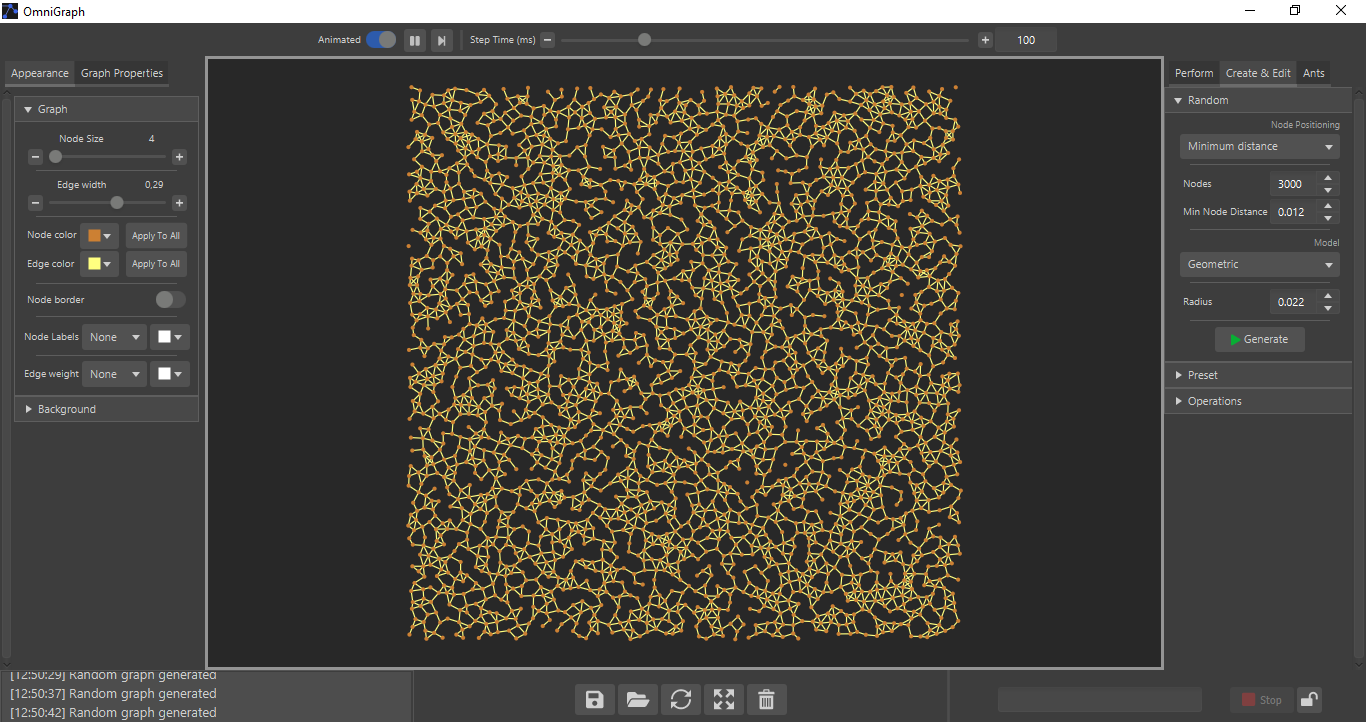 OmniGraph
Animated
Step Time (ms)
100
Appearance
Graph Properties
Graph
Node Size 4
Edge width 0,29
Node color
Apply To All
Edge color
Apply To All
Node border
Node Labels
None
Edge weight
None
Background
Perform
Create & Edit
Ants
Random
Node Positioning
Minimum distance
Nodes 3000
Min Node Distance 0.012
Model
Geometric
Radius 0.022
Generate
Preset
Operations
[12:50:29] Random graph generated
[12:50:37] Random graph generated
[12:50:42] Random graph generated
Stop